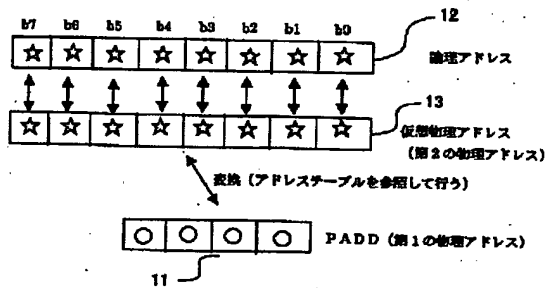 b7 b6 b5 b4 b3 b2 b1 b0
12
論理アドレス
13
仮想物理アドレス
(第2の物理アドレス)
変換(アドレステーブルを参照して行う)
PADD(第1の物理アドレス)
11